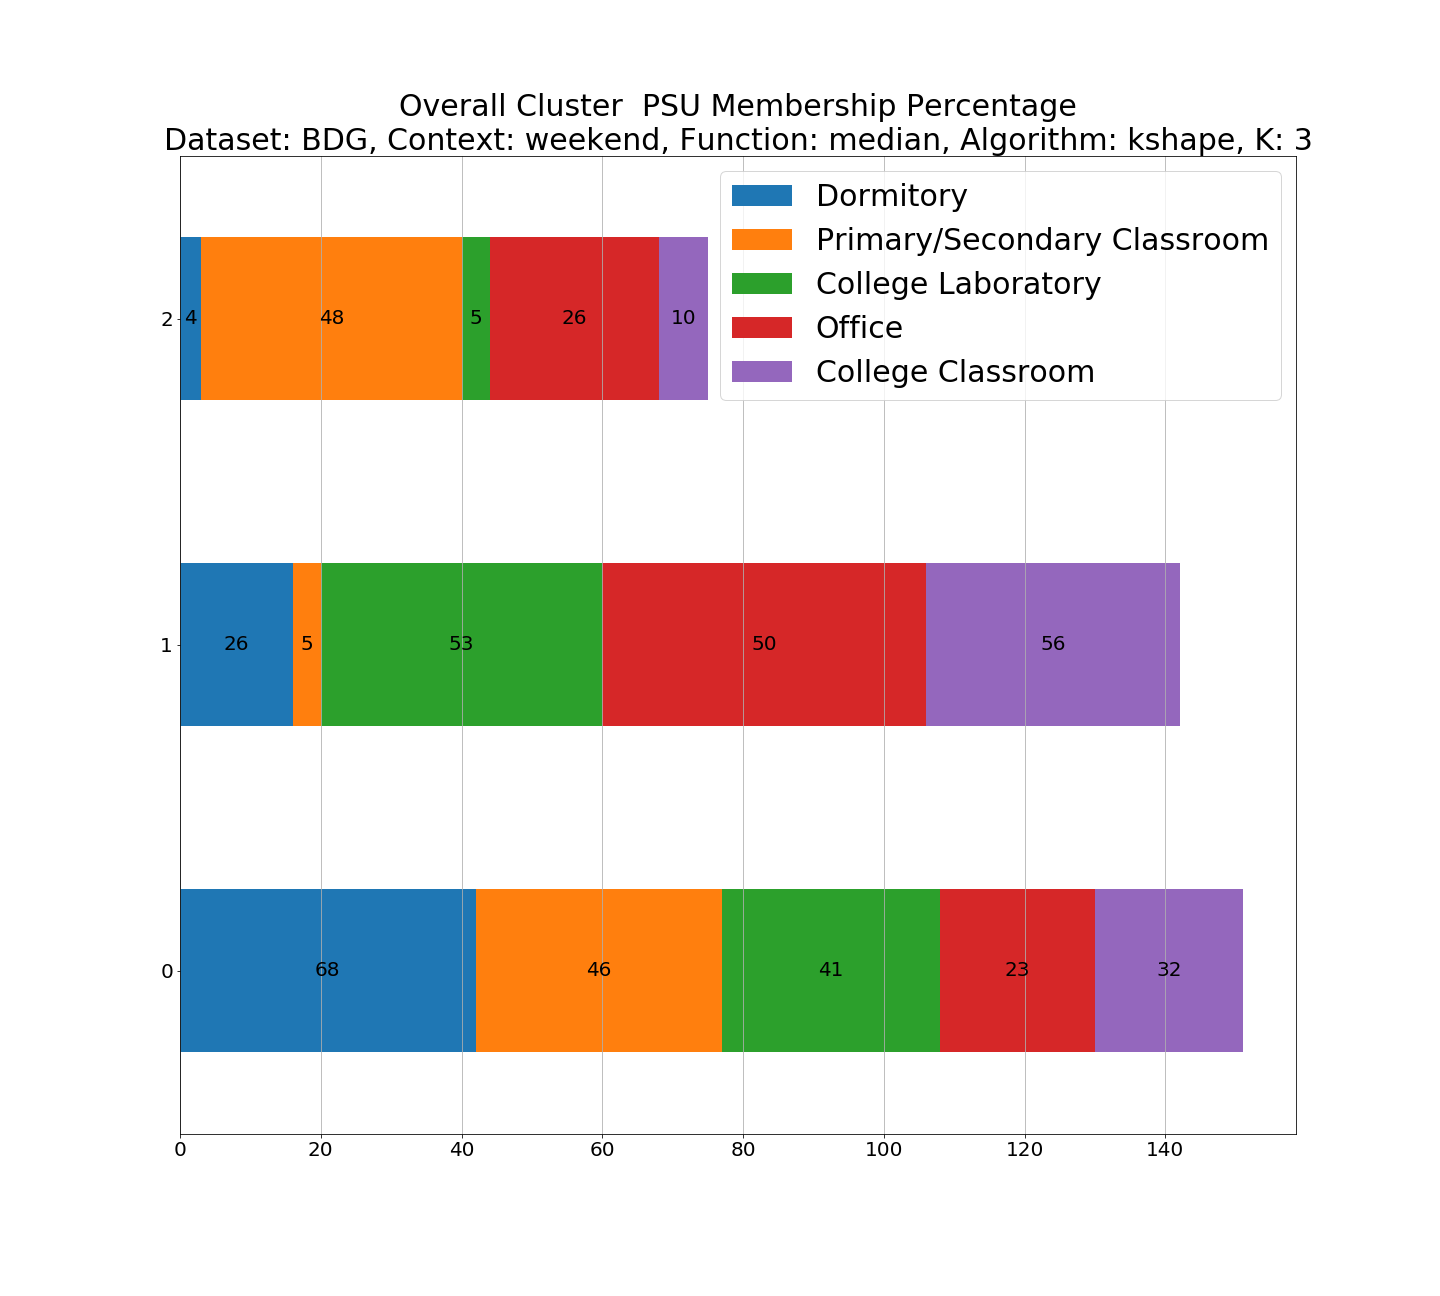 Overall Cluster  PSU Membership Percentage
Dataset: BDG, Context: weekend, Function: median, Algorithm: kshape, K: 3
Dormitory
Primary/Secondary Classroom
College Laboratory
Office
College Classroom
2 4 48 5 26 10
1 26 5 53 50 56
0 68 46 41 23 32
0 20 40 60 80 100 120 140